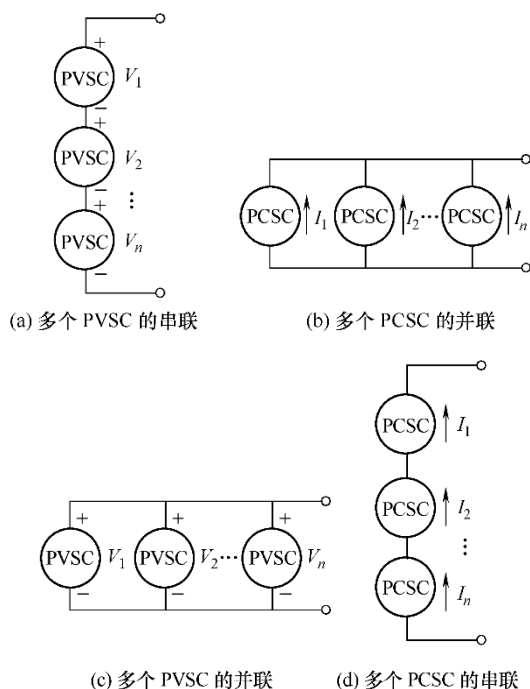 +
PVSC V1
−
+
PVSC V2
−
⋮
+
PVSC Vn
−
(a) 多个 PVSC 的串联
PCSC I1 PCSC I2 ⋯ PCSC In
(b) 多个 PCSC 的并联
+ + +
PVSC V1 PVSC V2 ⋯ PVSC Vn
− − −
(c) 多个 PVSC 的并联
PCSC I1
PCSC I2
⋮
PCSC In
(d) 多个 PCSC 的串联